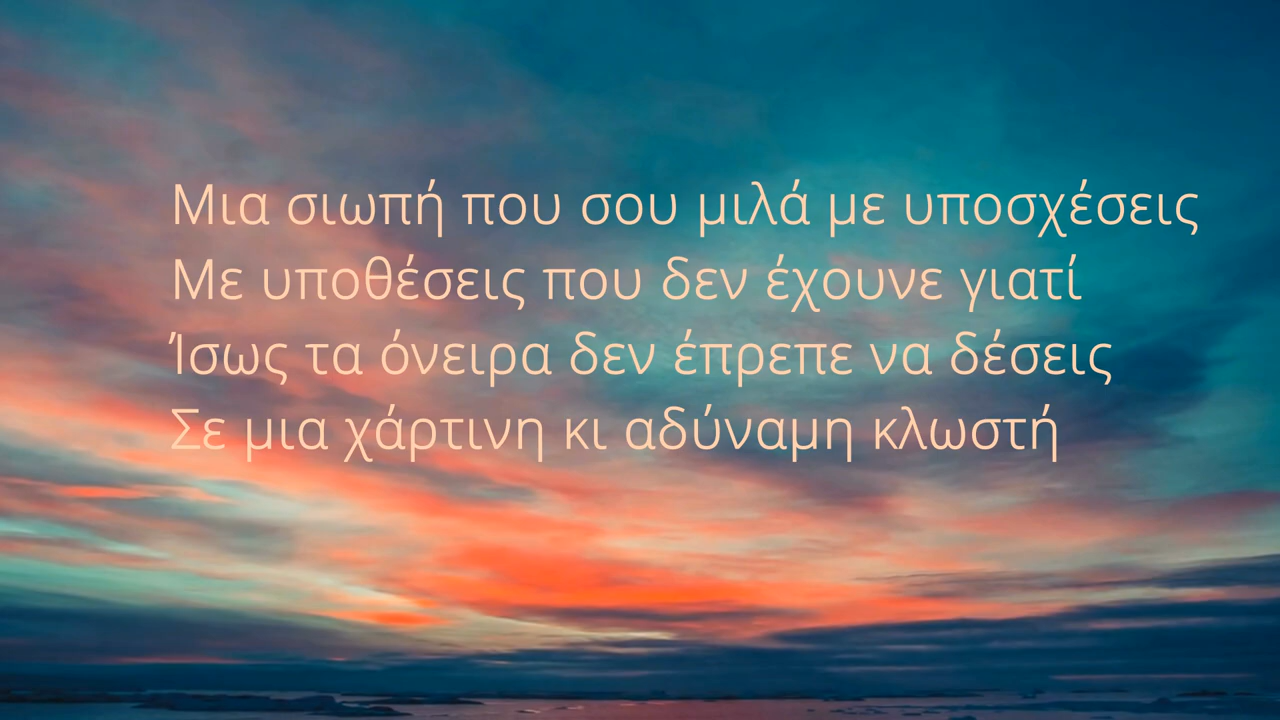 Μια σιωπή που σου μιλά με υποσχέσεις
Με υποθέσεις που δεν έχουνε γιατί
Ίσως τα όνειρα δεν έπρεπε να δέσεις
Σε μια χάρτινη κι αδύναμη κλωστή